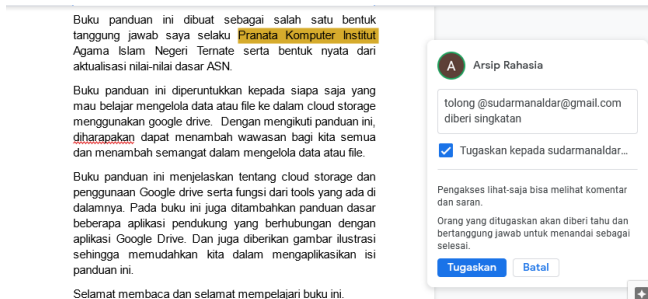 Buku panduan ini dibuat sebagai salah satu bentuk
tanggung jawab saya selaku Pranata Komputer Institut
Agama Islam Negeri Ternate serta bentuk nyata dari
aktualisasi nilai-nilai dasar ASN.
Buku panduan ini diperuntukkan kepada siapa saja yang
mau belajar mengelola data atau file ke dalam cloud storage
menggunakan google drive. Dengan mengikuti panduan ini,
diharapakan dapat menambah wawasan bagi kita semua
dan menambah semangat dalam mengelola data atau file.
Buku panduan ini menjelaskan tentang cloud storage dan
penggunaan Google drive serta fungsi dari tools yang ada di
dalamnya. Pada buku ini juga ditambahkan panduan dasar
beberapa aplikasi pendukung yang berhubungan dengan
aplikasi Google Drive. Dan juga diberikan gambar ilustrasi
sehingga memudahkan kita dalam mengaplikasikan isi
panduan ini.
Selamat membaca dan selamat mempelajari buku ini.
A Arsip Rahasia
tolong @sudarmanaldar@gmail.com
diberi singkatan
Tugaskan kepada sudarmanaldar...
Pengakses lihat-saja bisa melihat komentar
dan saran.
Orang yang ditugaskan akan diberi tahu dan
bertanggung jawab untuk menandai sebagai
selesai.
Tugaskan Batal